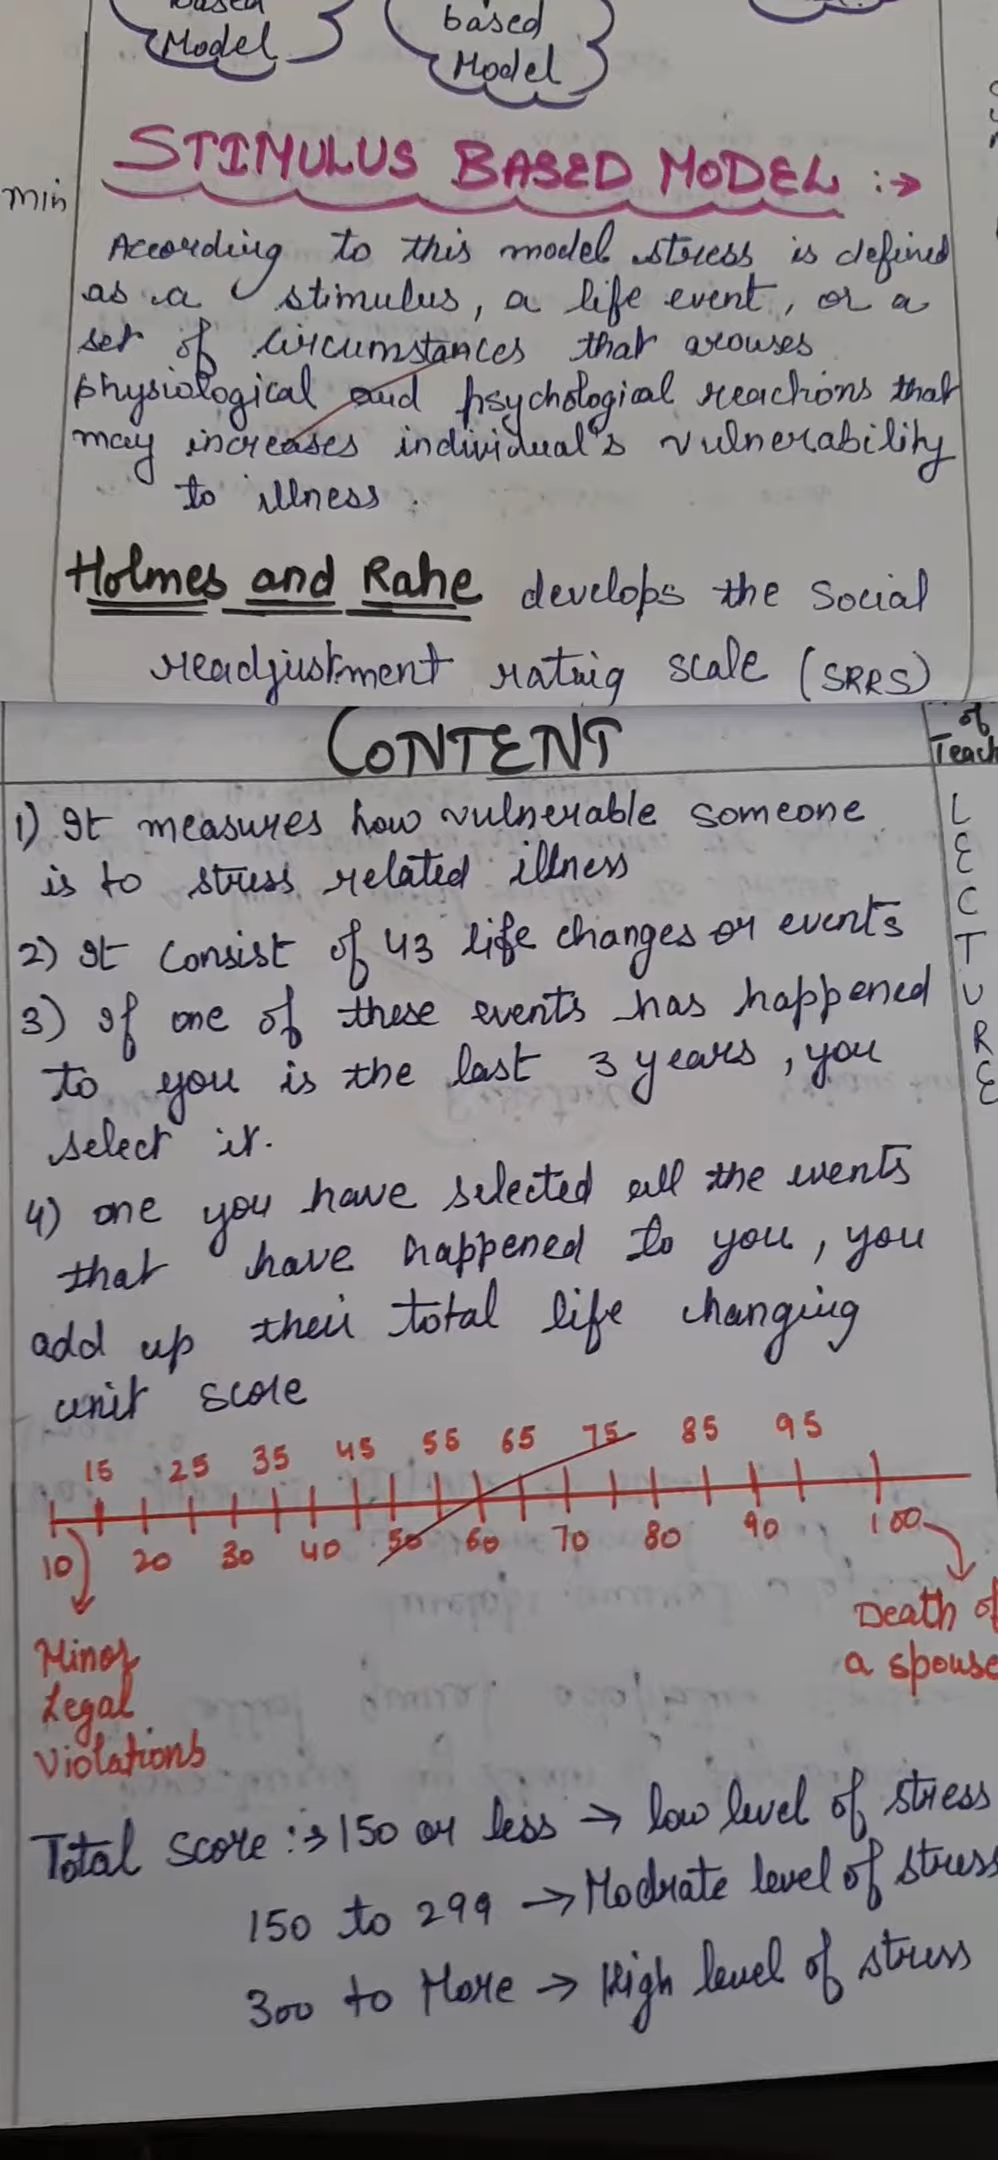 Model
based
Model
STIMULUS BASED MODEL :→
min
According to this model stress is defined
as a stimulus, a life event, or a
set of circumstances that arouses
physiological and psychological reactions that
may increases individual's vulnerability
to illness.
Holmes and Rahe develops the Social
readjustment rating scale (SRRS)
CONTENT
of
Teach
LECTURE
1) It measures how vulnerable someone
is to stress related illness
2) It consist of 43 life changes or events
3) If one of these events has happened
to you is the last 3 years, you
select it.
4) one you have selected all the events
that have happened to you, you
add up their total life changing
unit score
15 25 35 45 55 65 75 85 95
10 20 30 40 50 60 70 80 90 100
Minor
Legal
Violations
Death of
a spouse
Total Score :→ 150 or less → low level of stress
150 to 299 → Modrate level of stress
300 to More → High level of stress